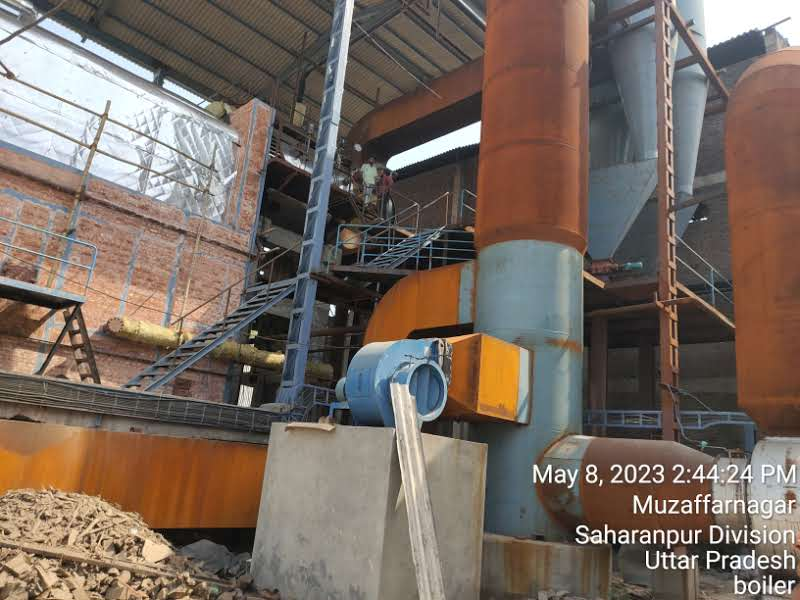 May 8, 2023 2:44:24 PM
Muzaffarnagar
Saharanpur Division
Uttar Pradesh
boiler